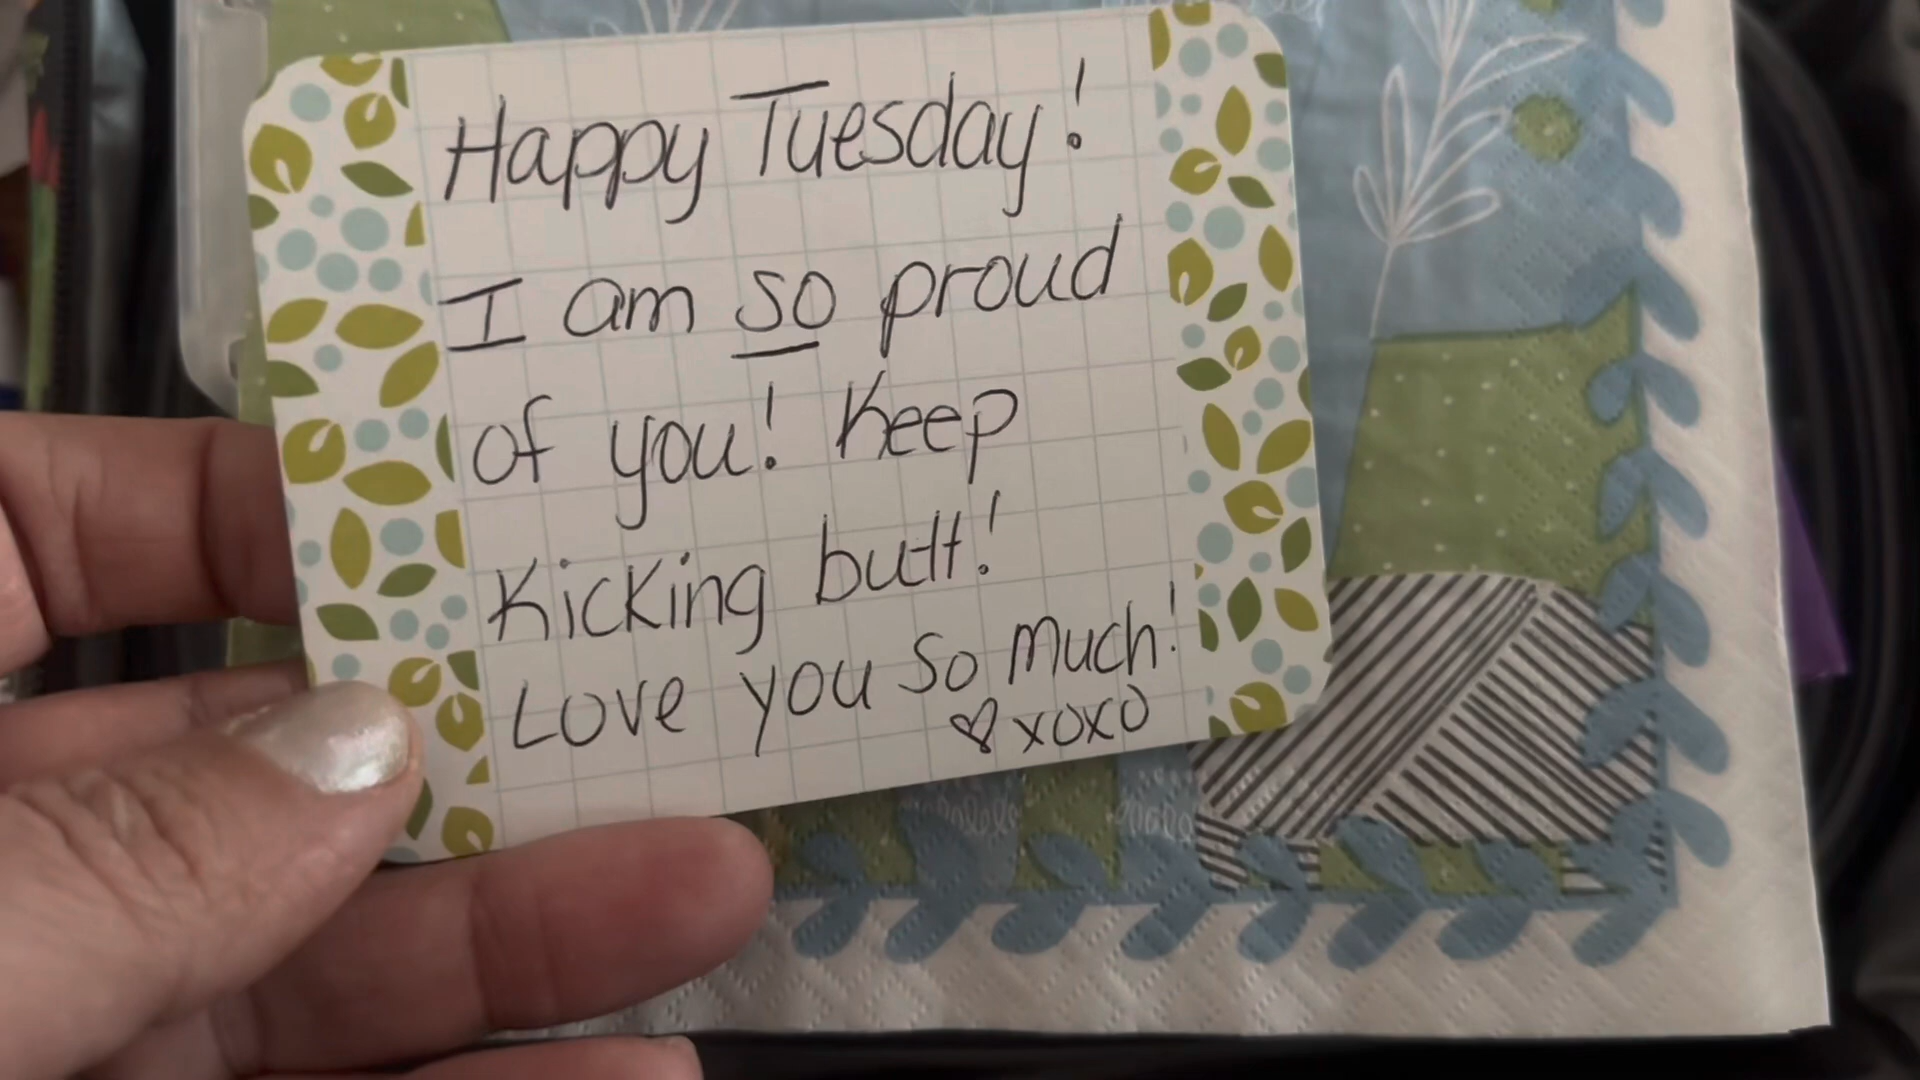 Happy Tuesday!
I am so proud
of you! Keep
Kicking butt!
Love you so much!
♡ xoxo